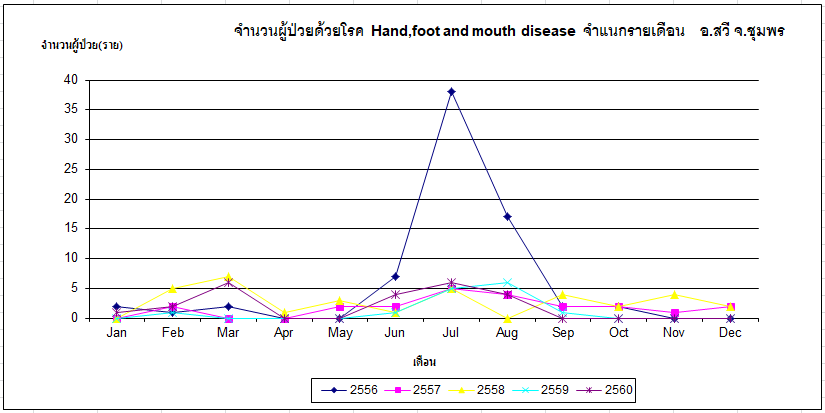 จำนวนผู้ป่วยด้วยโรค Hand,foot and mouth disease จำแนกรายเดือน อ.สวี จ.ชุมพร
จำนวนผู้ป่วย(ราย)
40
35
30
25
20
15
10
5
0
Jan Feb Mar Apr May Jun Jul Aug Sep Oct Nov Dec
เดือน
2556 2557 2558 2559 2560